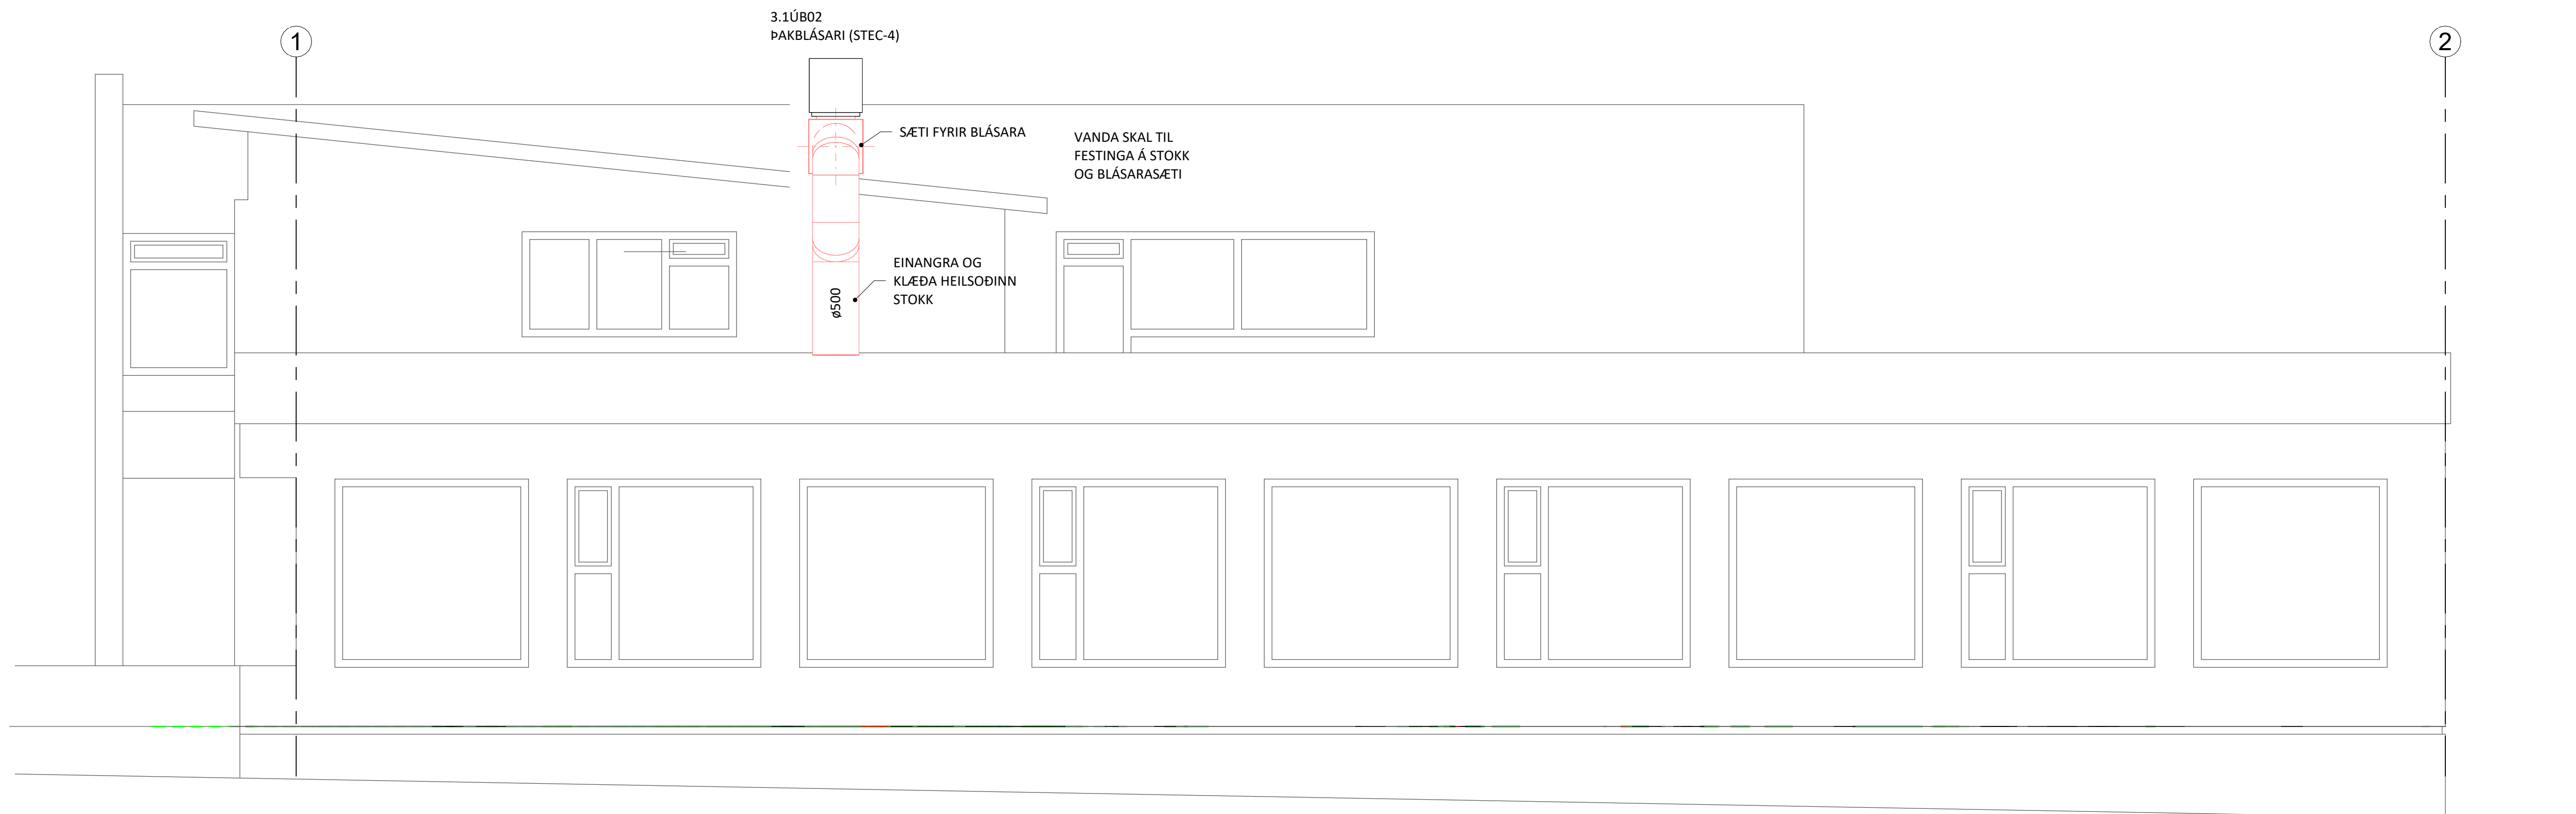 3.1ÚB02
ÞAKBLÁSARI (STEC-4)
1
2
SÆTI FYRIR BLÁSARA
VANDA SKAL TIL
FESTINGA Á STOKK
OG BLÁSARASÆTI
EINANGRA OG
KLÆÐA HEILSOÐINN
STOKK
ø500